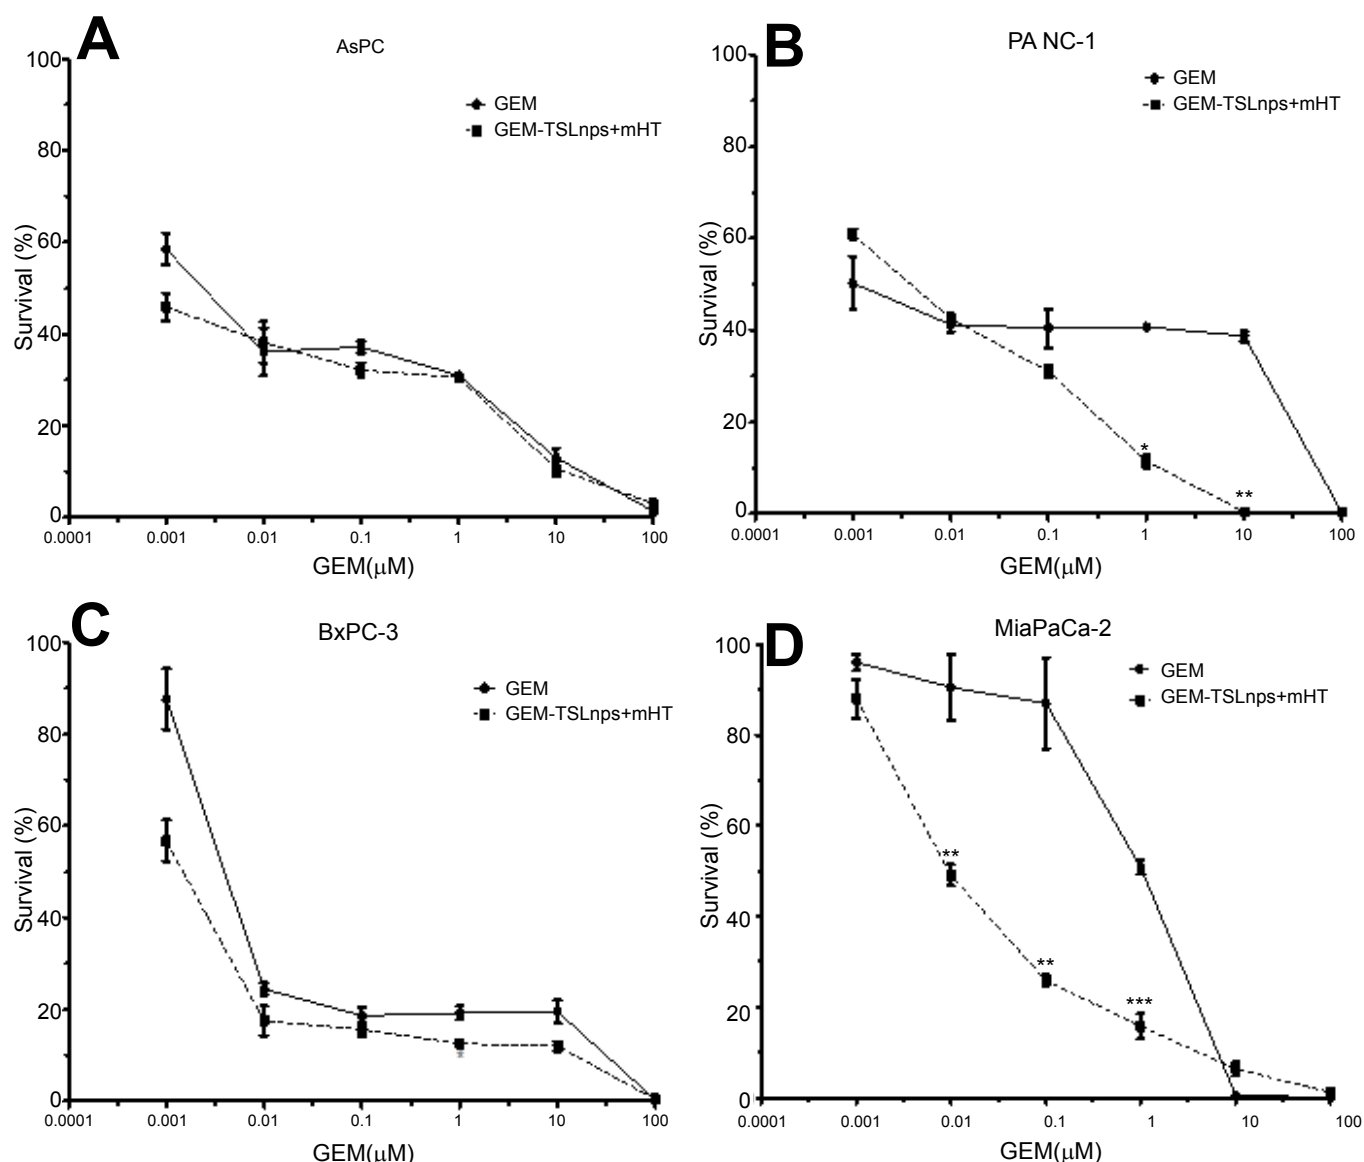 A
AsPC
GEM
GEM-TSLnps+mHT
Survival (%)
100
80
60
40
20
0
0.0001 0.001 0.01 0.1 1 10 100
GEM(μM)
B
PA NC-1
GEM
GEM-TSLnps+mHT
Survival (%)
100
80
60
40
20
0
*
**
0.0001 0.001 0.01 0.1 1 10 100
GEM(μM)
C
BxPC-3
GEM
GEM-TSLnps+mHT
Survival (%)
100
80
60
40
20
0
*
0.0001 0.001 0.01 0.1 1 10 100
GEM(μM)
D
MiaPaCa-2
GEM
GEM-TSLnps+mHT
Survival (%)
100
80
60
40
20
0
**
**
***
0.0001 0.001 0.01 0.1 1 10 100
GEM(μM)